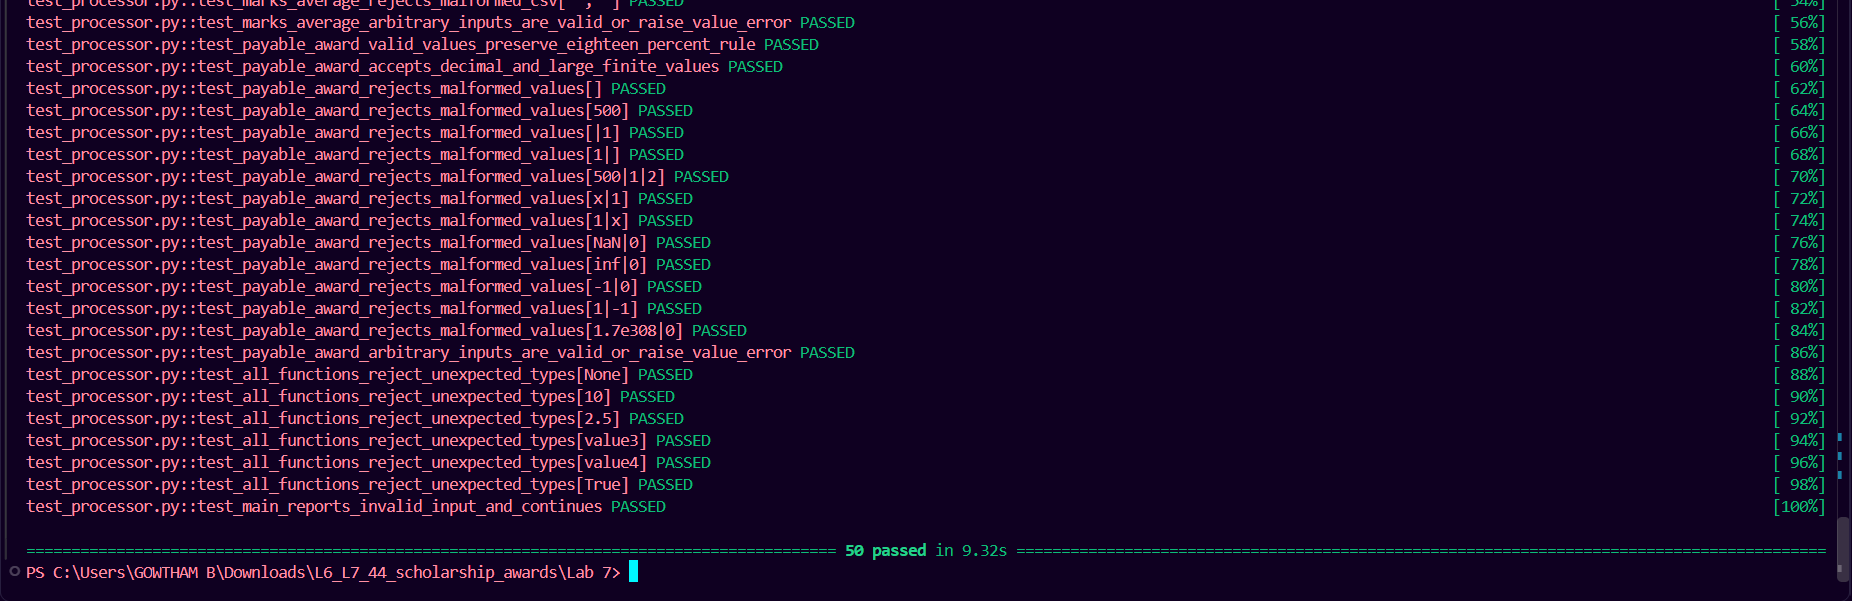 test_processor.py::test_marks_average_rejects_malformed_csv[ , ] PASSED [ 54%]
test_processor.py::test_marks_average_arbitrary_inputs_are_valid_or_raise_value_error PASSED [ 56%]
test_processor.py::test_payable_award_valid_values_preserve_eighteen_percent_rule PASSED [ 58%]
test_processor.py::test_payable_award_accepts_decimal_and_large_finite_values PASSED [ 60%]
test_processor.py::test_payable_award_rejects_malformed_values[] PASSED [ 62%]
test_processor.py::test_payable_award_rejects_malformed_values[500] PASSED [ 64%]
test_processor.py::test_payable_award_rejects_malformed_values[|1] PASSED [ 66%]
test_processor.py::test_payable_award_rejects_malformed_values[1|] PASSED [ 68%]
test_processor.py::test_payable_award_rejects_malformed_values[500|1|2] PASSED [ 70%]
test_processor.py::test_payable_award_rejects_malformed_values[x|1] PASSED [ 72%]
test_processor.py::test_payable_award_rejects_malformed_values[1|x] PASSED [ 74%]
test_processor.py::test_payable_award_rejects_malformed_values[NaN|0] PASSED [ 76%]
test_processor.py::test_payable_award_rejects_malformed_values[inf|0] PASSED [ 78%]
test_processor.py::test_payable_award_rejects_malformed_values[-1|0] PASSED [ 80%]
test_processor.py::test_payable_award_rejects_malformed_values[1|-1] PASSED [ 82%]
test_processor.py::test_payable_award_rejects_malformed_values[1.7e308|0] PASSED [ 84%]
test_processor.py::test_payable_award_arbitrary_inputs_are_valid_or_raise_value_error PASSED [ 86%]
test_processor.py::test_all_functions_reject_unexpected_types[None] PASSED [ 88%]
test_processor.py::test_all_functions_reject_unexpected_types[10] PASSED [ 90%]
test_processor.py::test_all_functions_reject_unexpected_types[2.5] PASSED [ 92%]
test_processor.py::test_all_functions_reject_unexpected_types[value3] PASSED [ 94%]
test_processor.py::test_all_functions_reject_unexpected_types[value4] PASSED [ 96%]
test_processor.py::test_all_functions_reject_unexpected_types[True] PASSED [ 98%]
test_processor.py::test_main_reports_invalid_input_and_continues PASSED [100%]
========================================================================================== 50 passed in 9.32s ==========================================================================================
PS C:\Users\GOWTHAM B\Downloads\L6_L7_44_scholarship_awards\Lab 7>